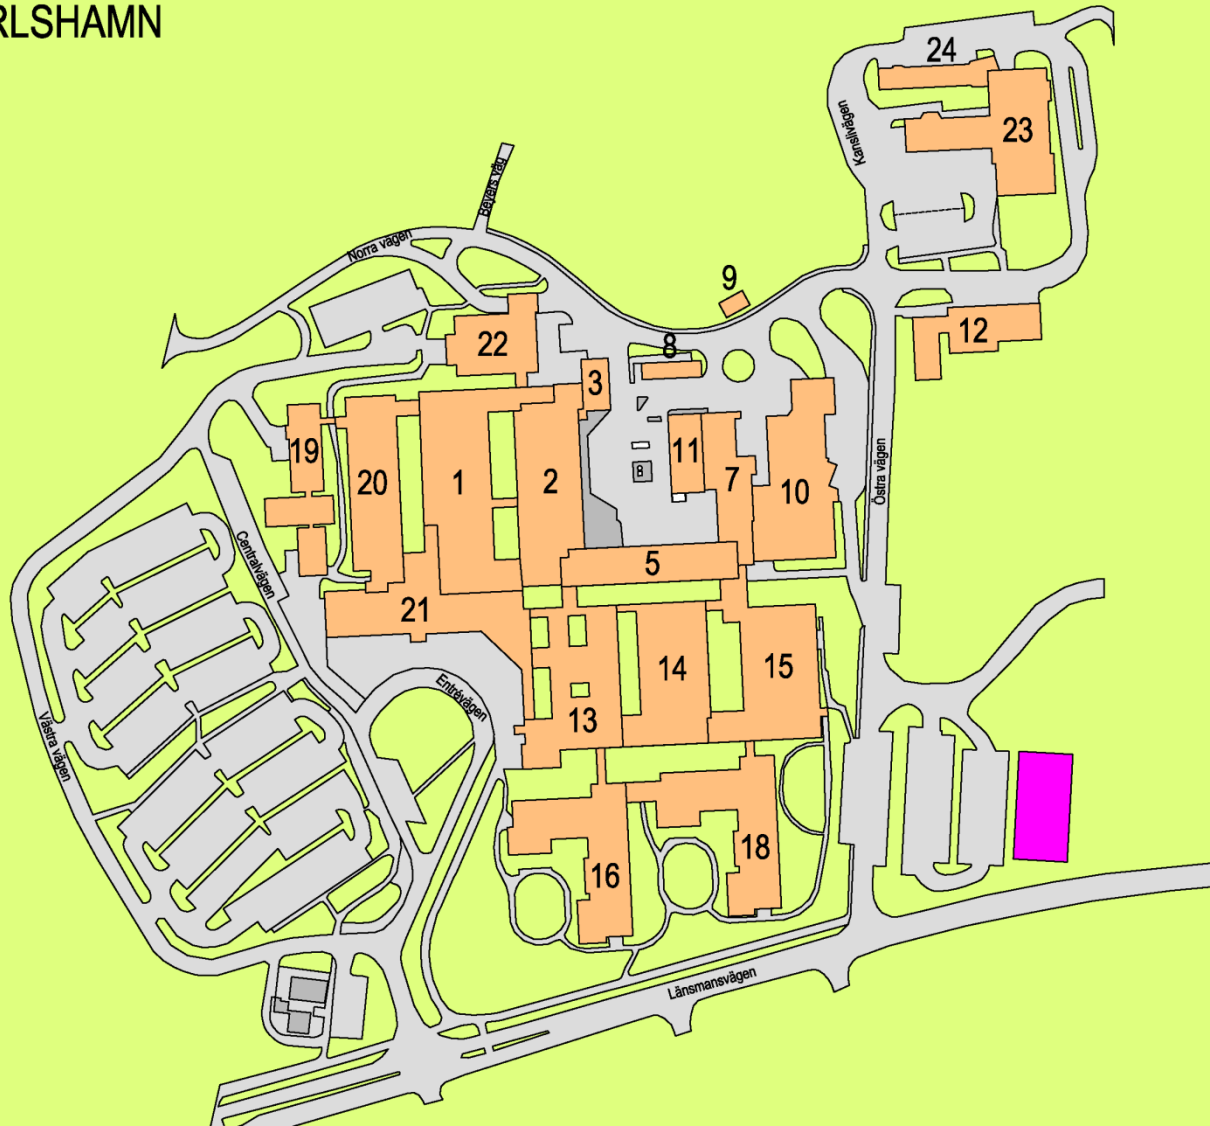 RLSHAMN
24
23
Kanslivägen
Beyers väg
Norra vägen
9
12
22
8
3
19
20
1
2
11
7
10
8
Östra vägen
Centralvägen
5
21
14
15
13
Entrévägen
Västra vägen
18
16
Länsmansvägen